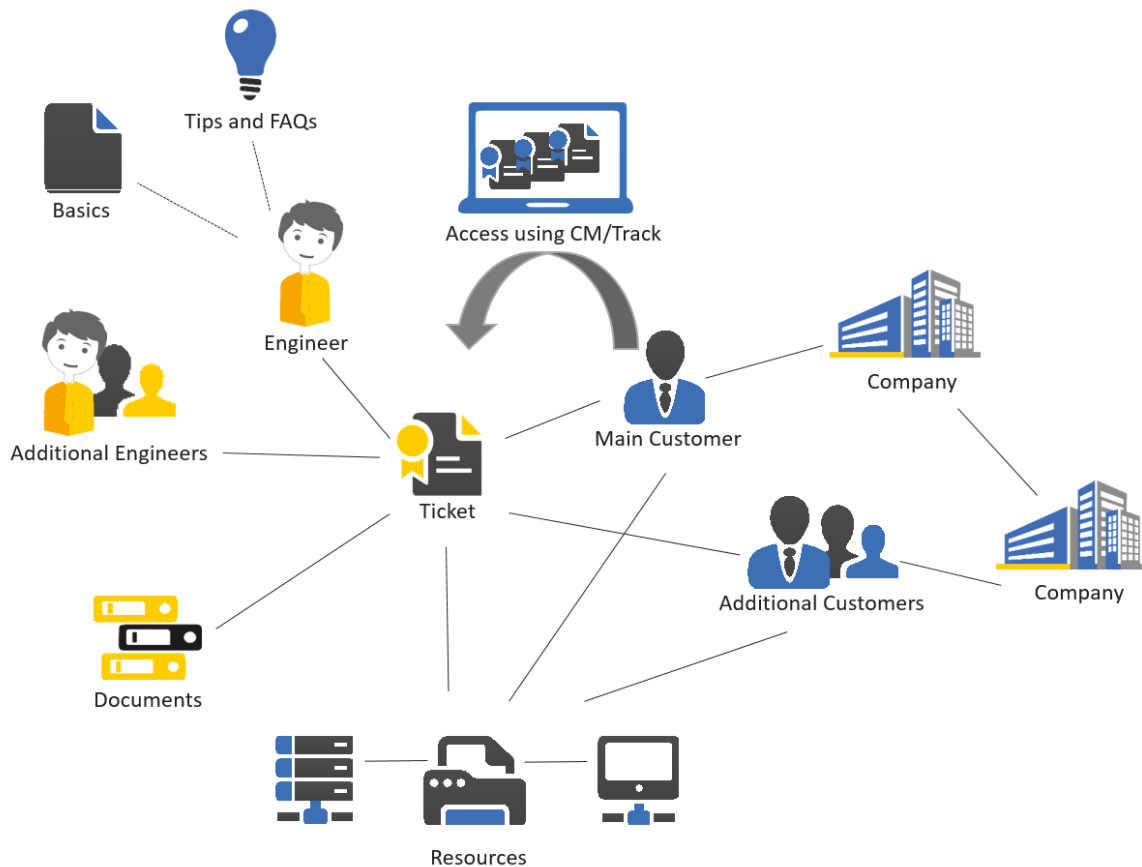 Tips and FAQs
Basics
Access using CM/Track
Engineer
Company
Main Customer
Additional Engineers
Ticket
Additional Customers
Company
Documents
Resources